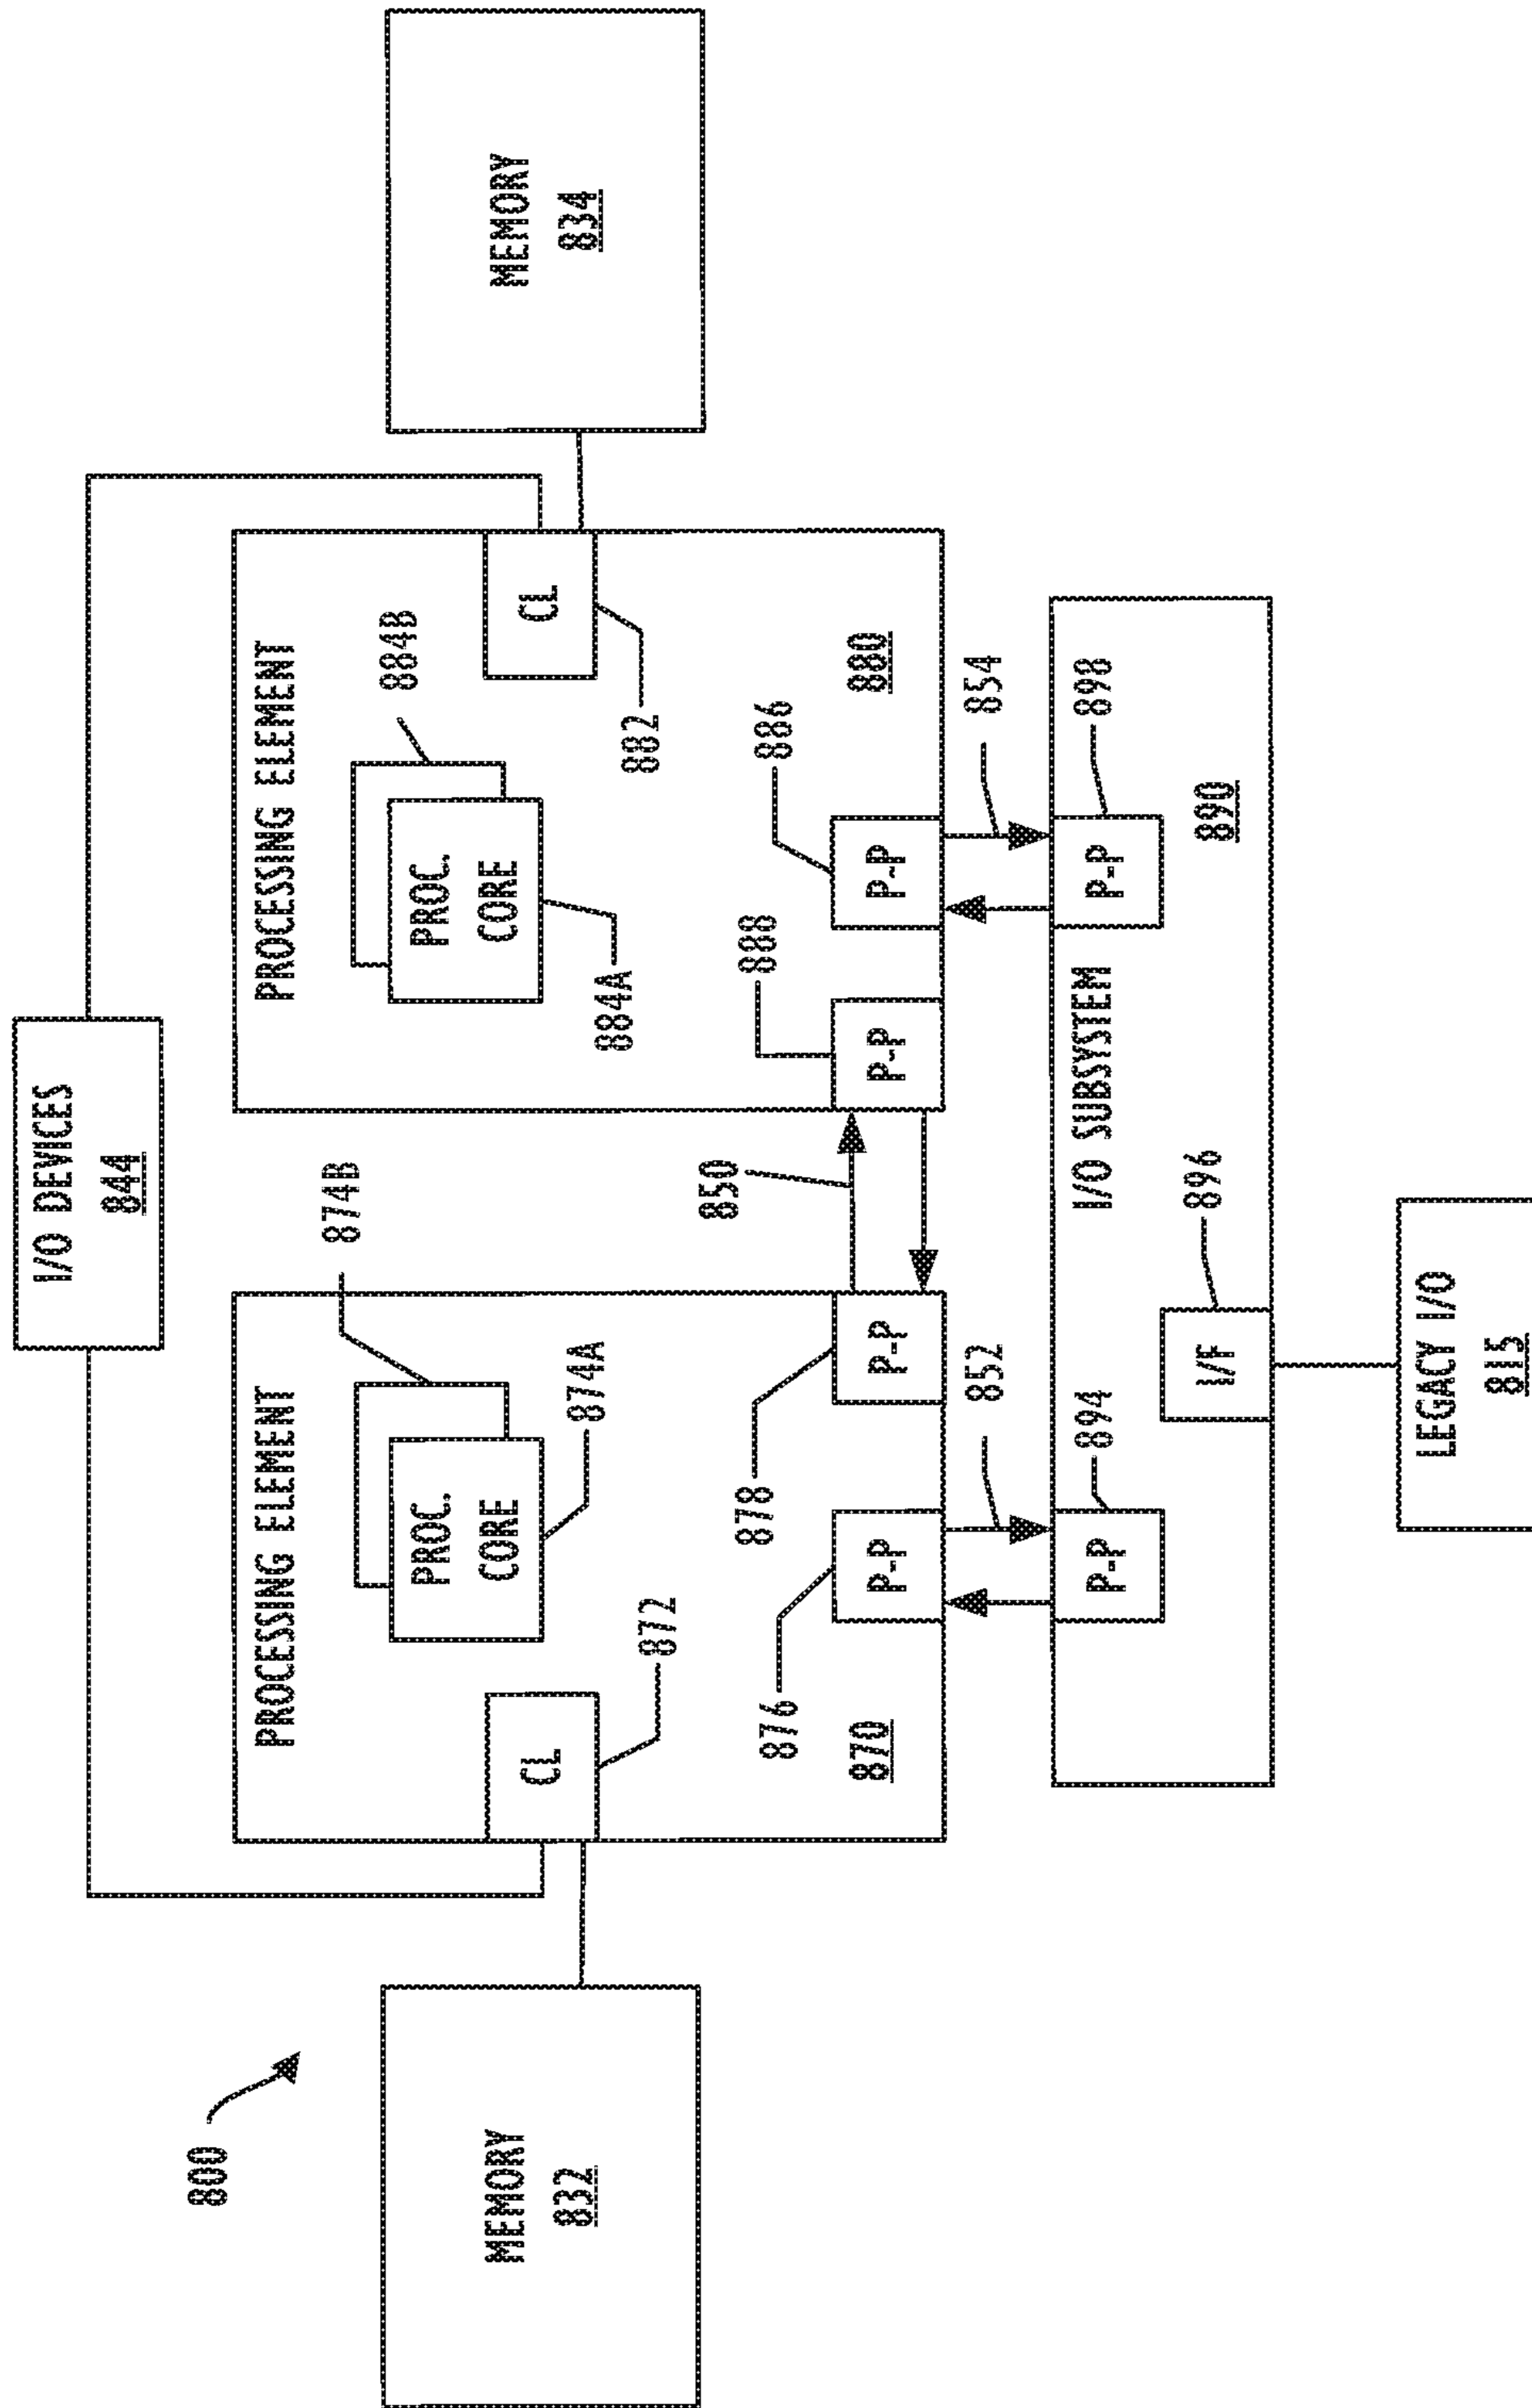 800
I/O DEVICES
844
MEMORY
832
MEMORY
834
PROCESSING ELEMENT
874B
PROC.
CORE
874A
CL
872
876
878
P-P
P-P
870
PROCESSING ELEMENT
884B
PROC.
CORE
884A
CL
882
888
886
P-P
P-P
880
850
852
854
894
P-P
I/O SUBSYSTEM
P-P
898
890
896
I/F
LEGACY I/O
815